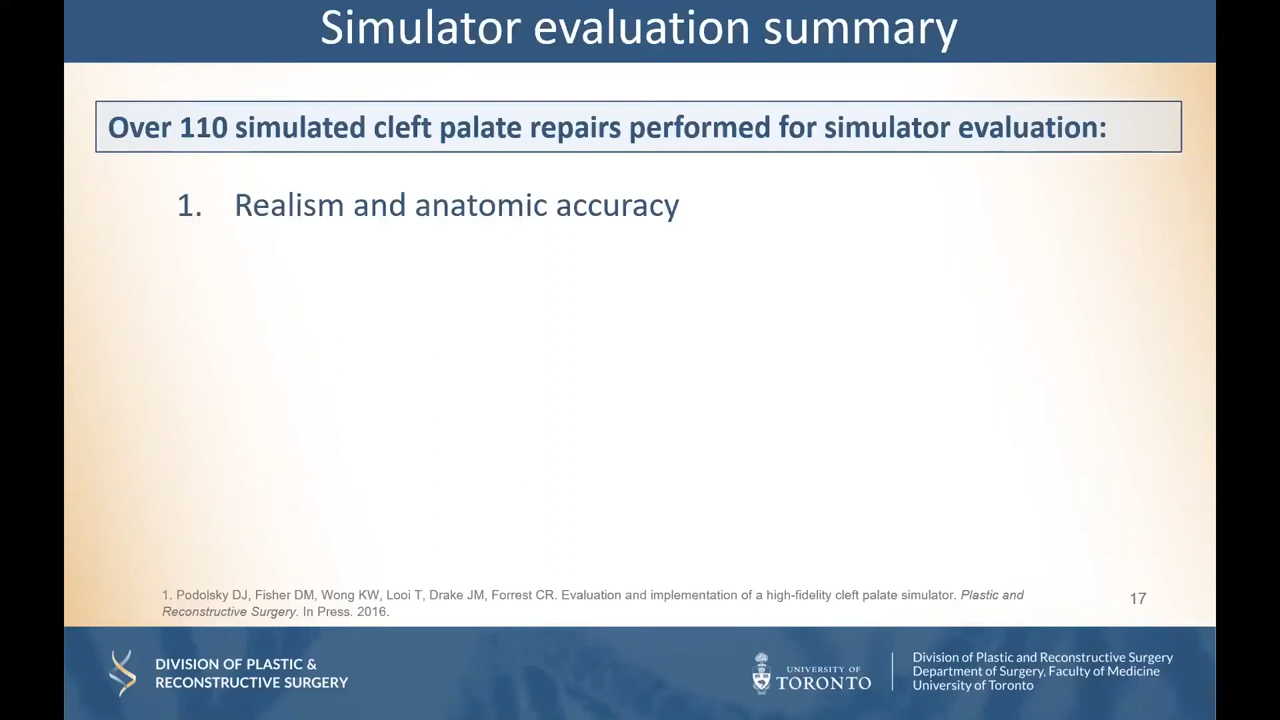 Simulator evaluation summary
Over 110 simulated cleft palate repairs performed for simulator evaluation:
1. Realism and anatomic accuracy
1. Podolsky DJ, Fisher DM, Wong KW, Looi T, Drake JM, Forrest CR. Evaluation and implementation of a high-fidelity cleft palate simulator. Plastic and
Reconstructive Surgery. In Press. 2016.
17
DIVISION OF PLASTIC &
RECONSTRUCTIVE SURGERY
UNIVERSITY OF
TORONTO
Division of Plastic and Reconstructive Surgery
Department of Surgery, Faculty of Medicine
University of Toronto